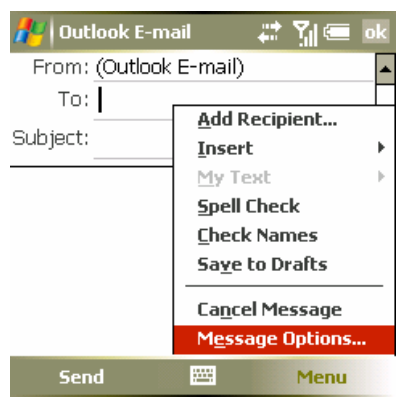 Outlook E-mail ok
From: (Outlook E-mail)
To:
Subject:
Add Recipient...
Insert
My Text
Spell Check
Check Names
Save to Drafts
Cancel Message
Message Options...
Send Menu